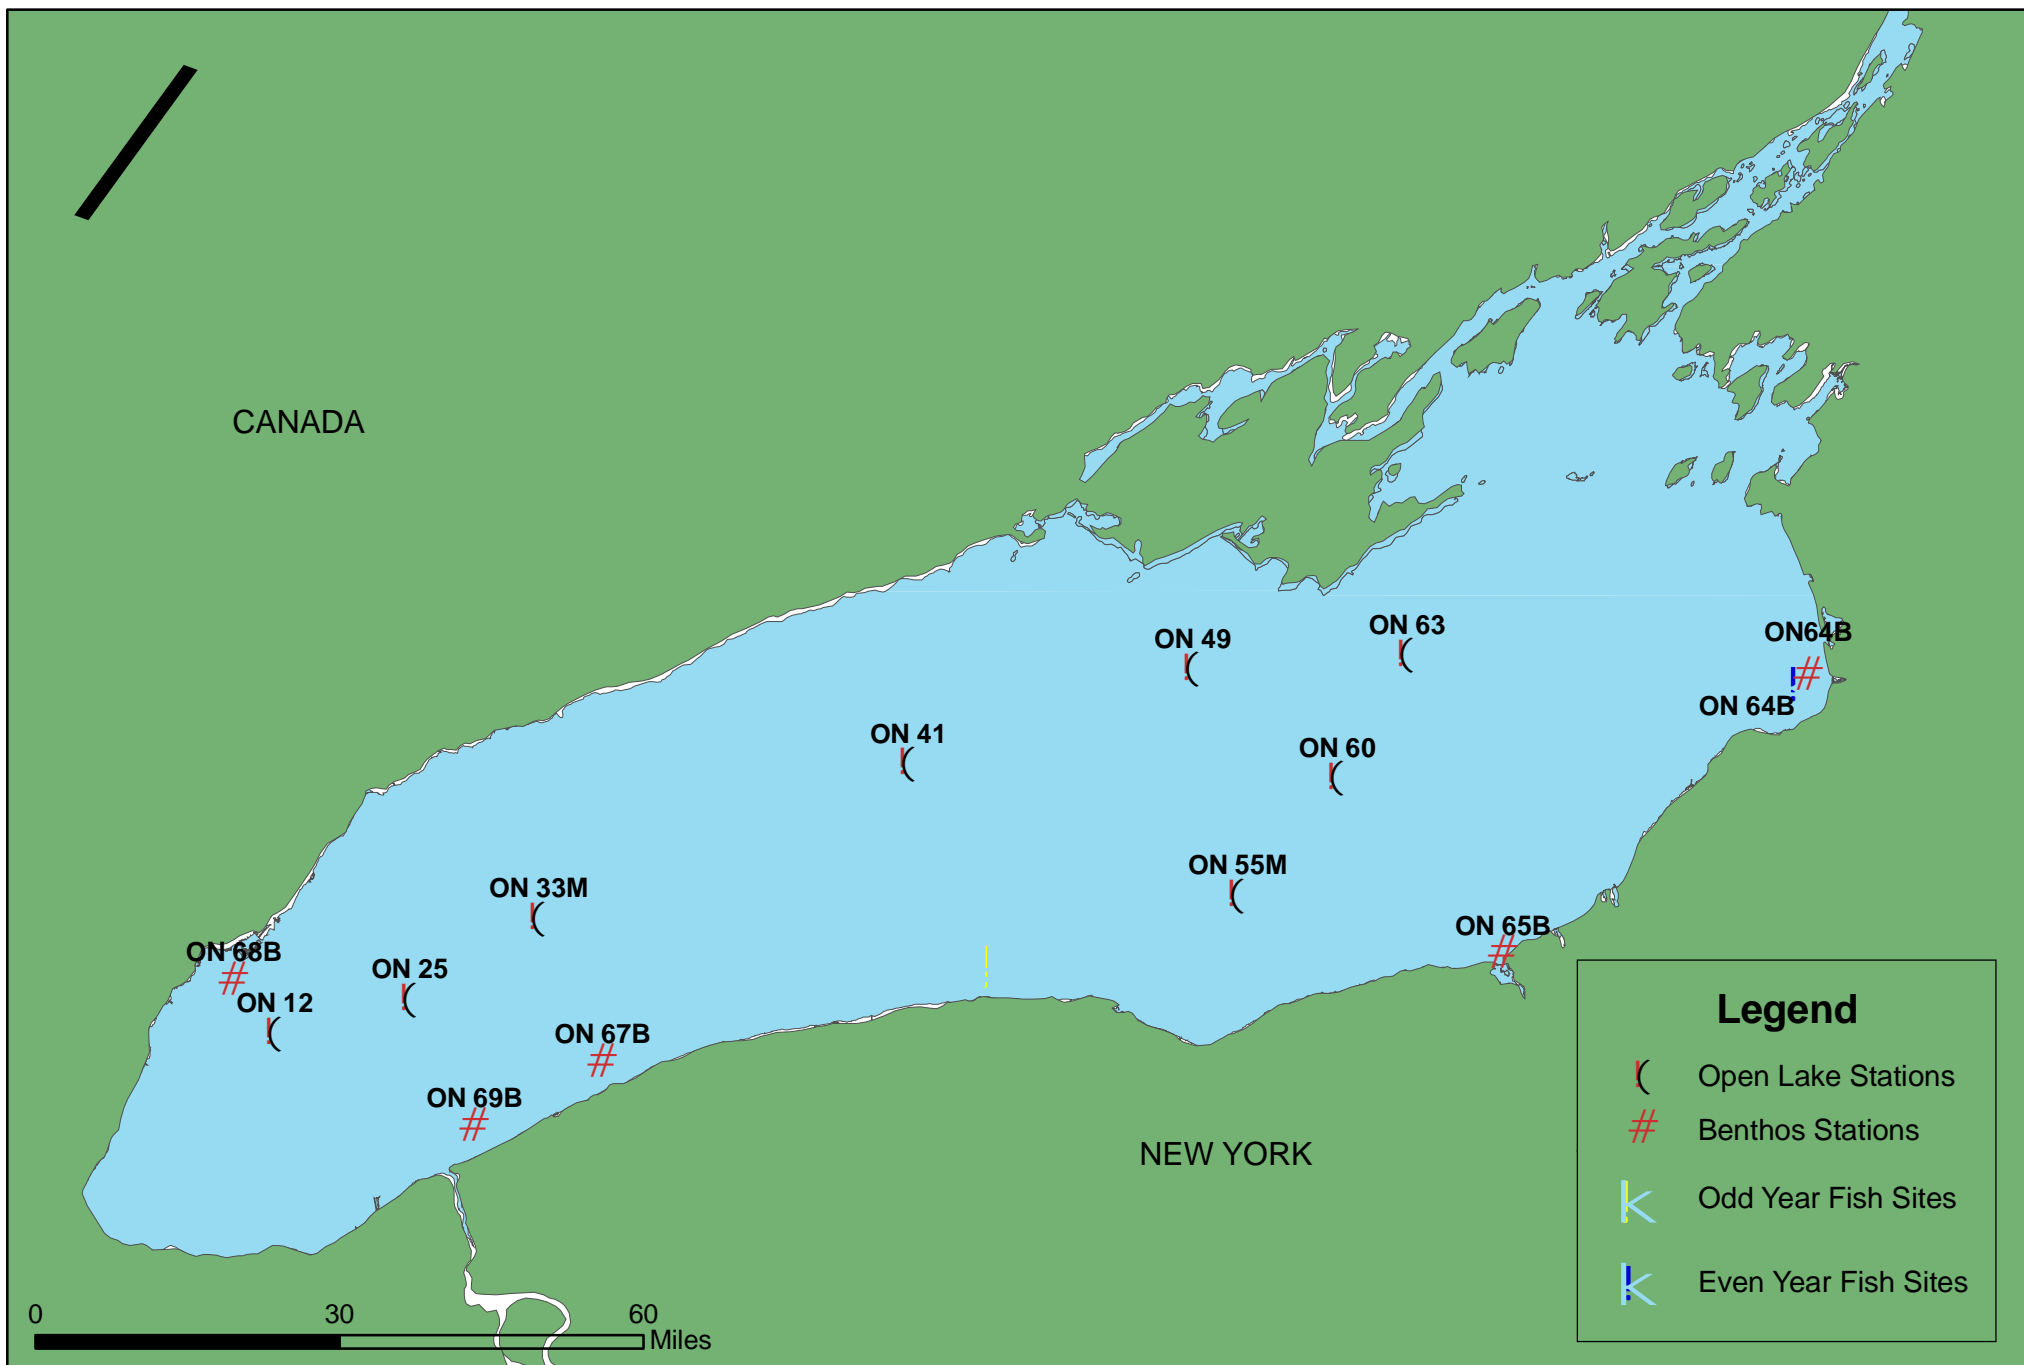 CANADA
ON 49
ON 63
ON64B
ON 64B
ON 41
ON 60
ON 55M
ON 33M
ON 65B
ON 68B
ON 25
ON 12
ON 67B
ON 69B
NEW YORK
Legend
Open Lake Stations
Benthos Stations
Odd Year Fish Sites
Even Year Fish Sites
0 30 60
Miles